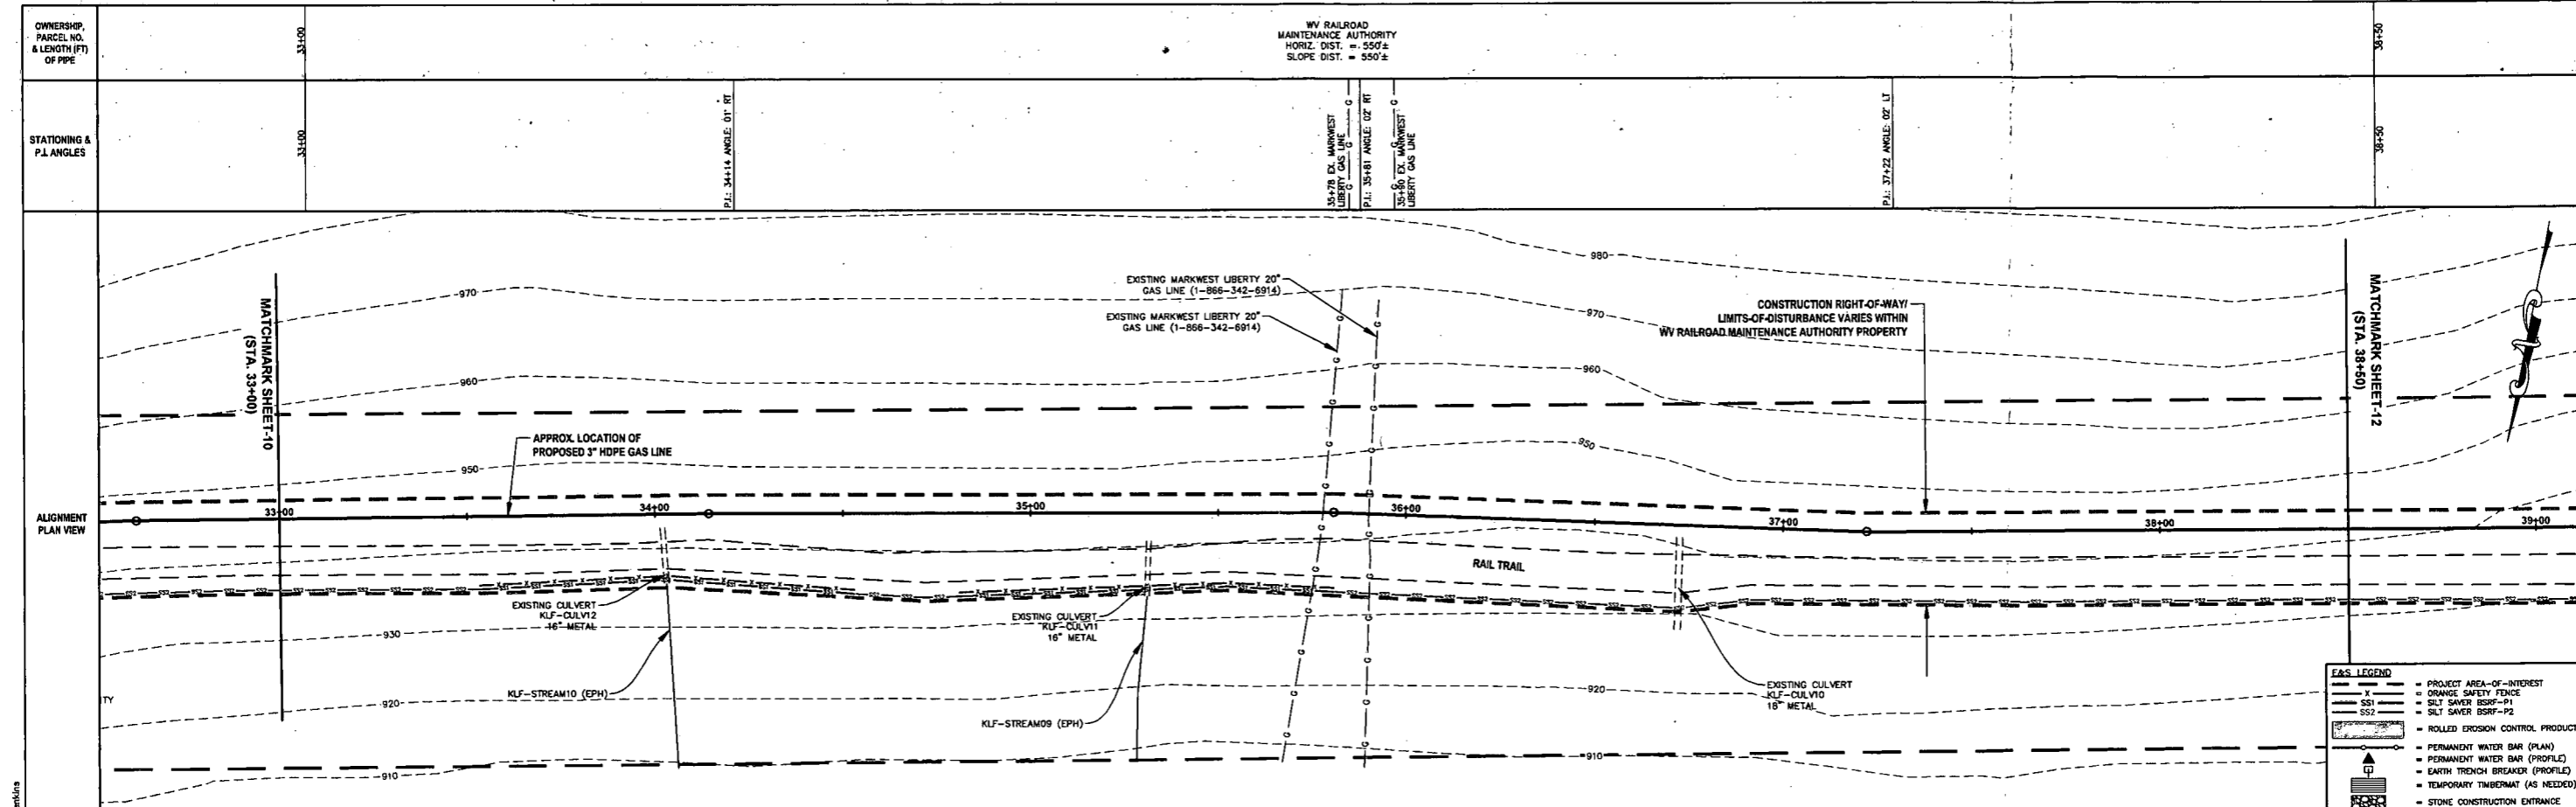 OWNERSHIP,
PARCEL NO.
& LENGTH (FT)
OF PIPE
33+00
WV RAILROAD
MAINTENANCE AUTHORITY
HORIZ. DIST. = 550'±
SLOPE DIST. = 550'±
38+50
STATIONING &
P.I. ANGLES
33+00
P.I.: 34+14 ANGLE: 01° RT
35+78 EX. MARKWEST
LIBERTY GAS LINE
G G G
P.I.: 35+81 ANGLE: 02° RT
35+90 EX. MARKWEST
LIBERTY GAS LINE
G G G
P.I.: 37+22 ANGLE: 02° LT
38+50
ALIGNMENT
PLAN VIEW
MATCHMARK SHEET-10
(STA. 33+00)
970
980
EXISTING MARKWEST LIBERTY 20"
GAS LINE (1-866-342-6914)
EXISTING MARKWEST LIBERTY 20"
GAS LINE (1-866-342-6914)
CONSTRUCTION RIGHT-OF-WAY/
LIMITS-OF-DISTURBANCE VARIES WITHIN
WV RAILROAD MAINTENANCE AUTHORITY PROPERTY
970
MATCHMARK SHEET-12
(STA. 38+50)
960
960
APPROX. LOCATION OF
PROPOSED 3" HDPE GAS LINE
950
950
33+00
34+00
35+00
36+00
37+00
38+00
39+00
RAIL TRAIL
EXISTING CULVERT
KLF-CULV12
16" METAL
EXISTING CULVERT
KLF-CULV11
16" METAL
930
EXISTING CULVERT
KLF-CULV10
18" METAL
KLF-STREAM10 (EPH)
KLF-STREAM09 (EPH)
920
920
910
910
ITY
enkins
E&S LEGEND
= PROJECT AREA-OF-INTEREST
X = ORANGE SAFETY FENCE
SS1 = SILT SAVER BSRF-P1
SS2 = SILT SAVER BSRF-P2
= ROLLED EROSION CONTROL PRODUCT
= PERMANENT WATER BAR (PLAN)
= PERMANENT WATER BAR (PROFILE)
= EARTH TRENCH BREAKER (PROFILE)
= TEMPORARY TIMBERMAT (AS NEEDED)
= STONE CONSTRUCTION ENTRANCE